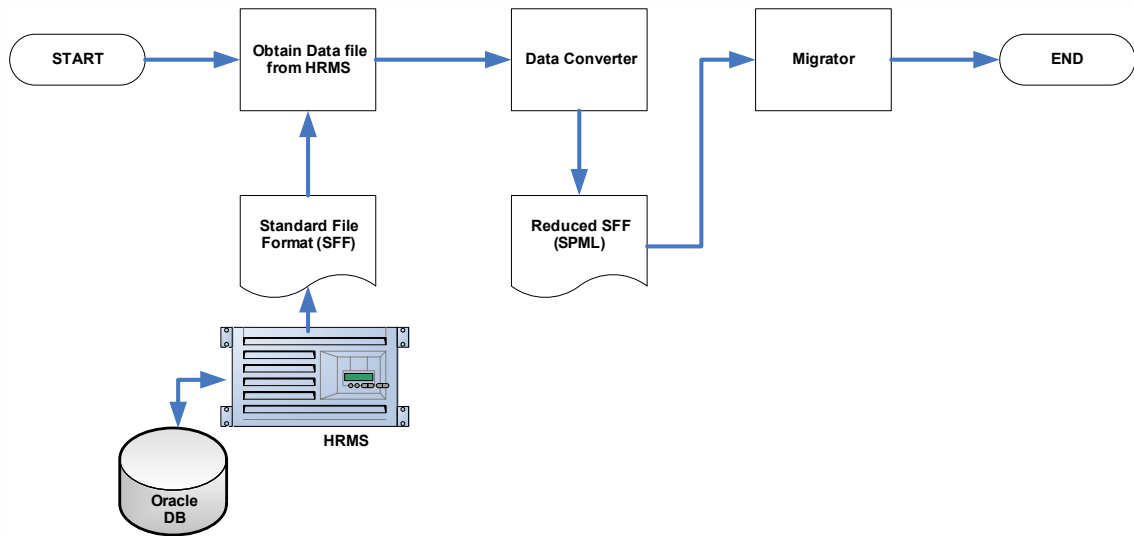 START
Obtain Data file
from HRMS
Data Converter
Migrator
END
Standard File
Format (SFF)
Reduced SFF
(SPML)
HRMS
Oracle
DB